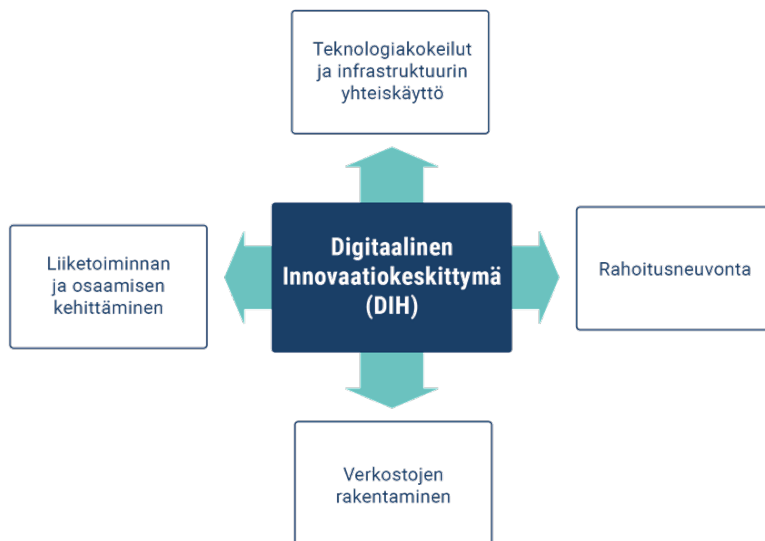 Teknologiakokeilut
ja infrastruktuurin
yhteiskäyttö
Liiketoiminnan
ja osaamisen
kehittäminen
Digitaalinen
Innovaatiokeskittymä
(DIH)
Rahoitusneuvonta
Verkostojen
rakentaminen